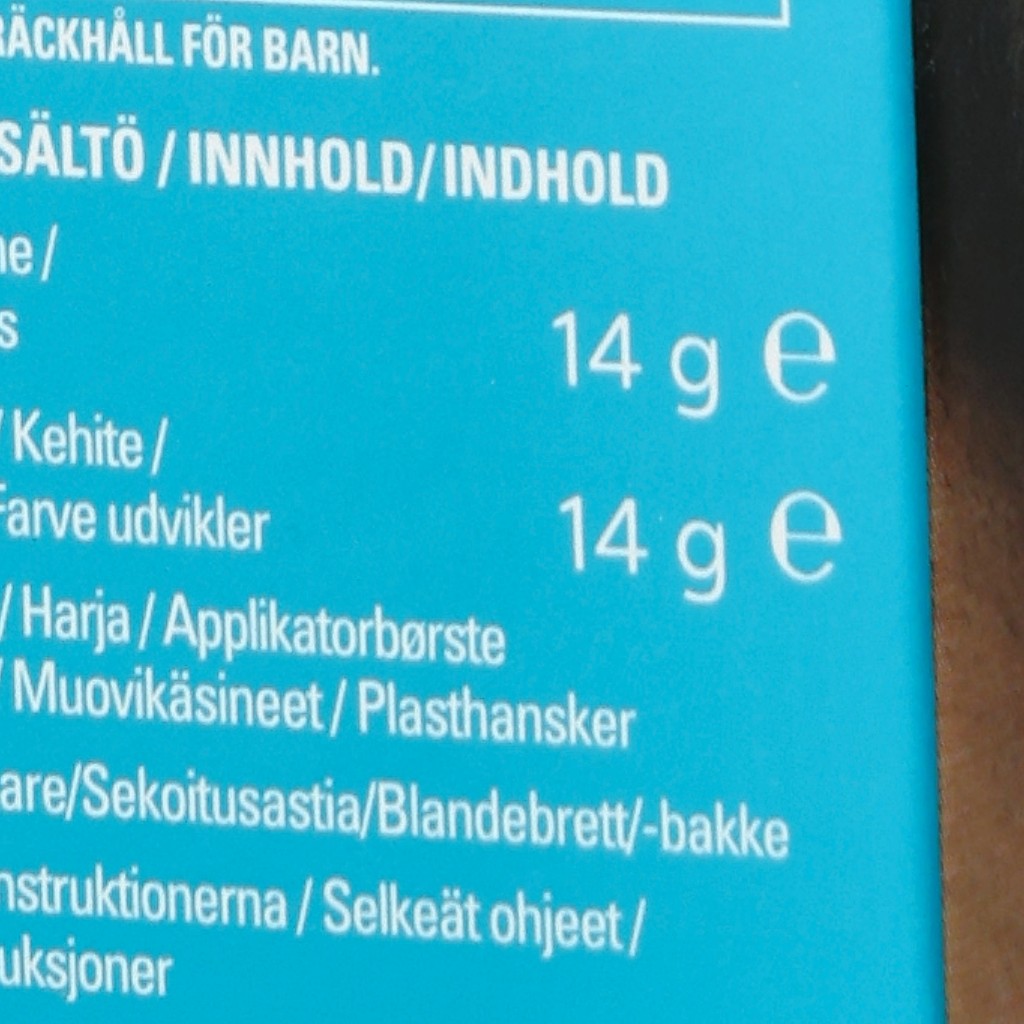 RÄCKHÅLL FÖR BARN.
SÄLTÖ / INNHOLD/INDHOLD
ne /
s
14 g ℮
/ Kehite /
Farve udvikler
14 g ℮
/ Harja / Applikatorbørste
/ Muovikäsineet / Plasthansker
are/Sekoitusastia/Blandebrett/-bakke
nstruktionerna / Selkeät ohjeet /
uksjoner